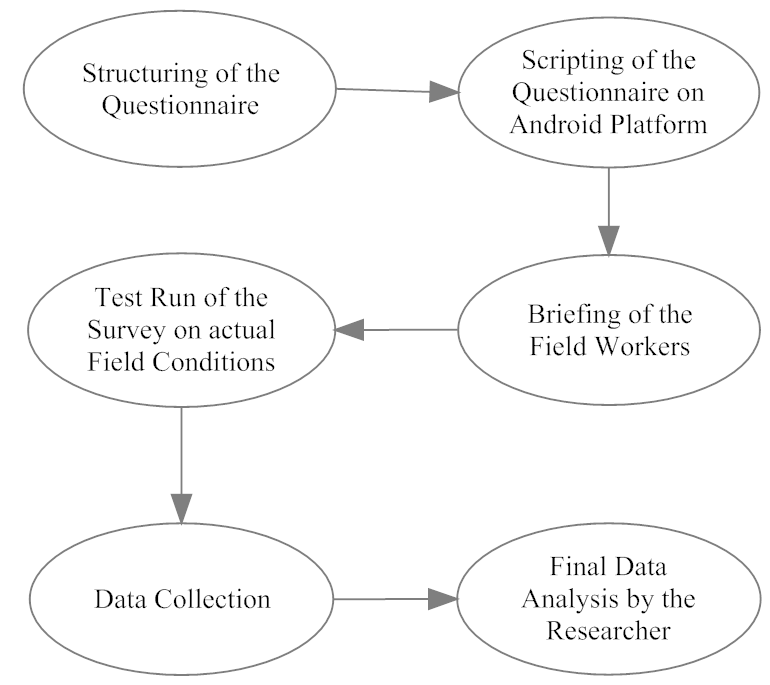 Structuring of the
Questionnaire
Scripting of the
Questionnaire on
Android Platform
Briefing of the
Field Workers
Test Run of the
Survey on actual
Field Conditions
Data Collection
Final Data
Analysis by the
Researcher